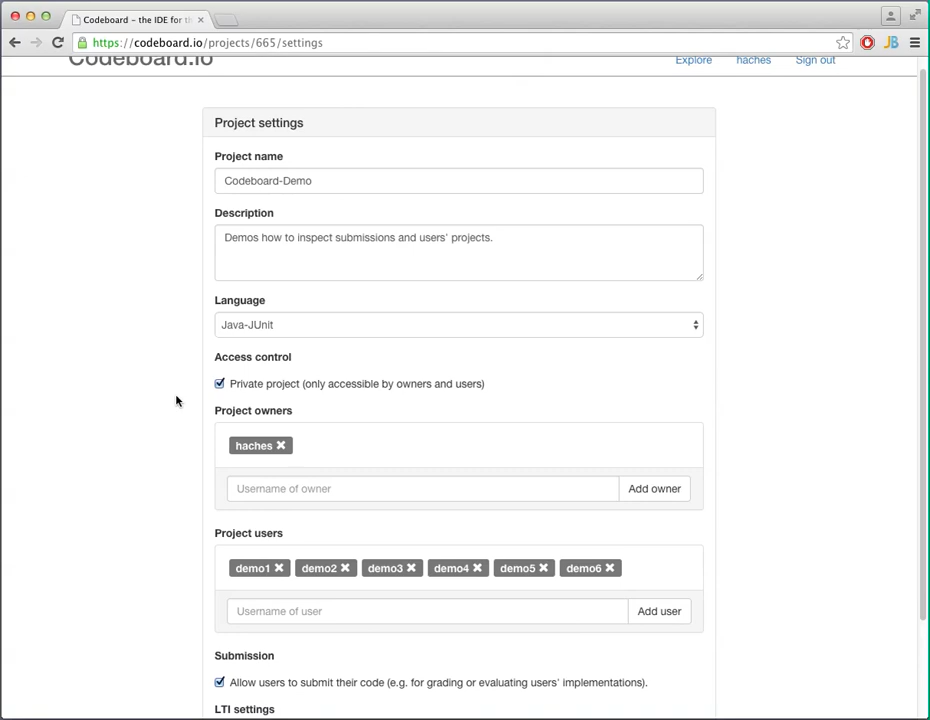 Codeboard – the IDE for th
https://codeboard.io/projects/665/settings
JB
Codeboard.io
Explore haches Sign out
Project settings
Project name
Codeboard-Demo
Description
Demos how to inspect submissions and users' projects.
Language
Java-JUnit
Access control
Private project (only accessible by owners and users)
Project owners
haches
Username of owner Add owner
Project users
demo1 demo2 demo3 demo4 demo5 demo6
Username of user Add user
Submission
Allow users to submit their code (e.g. for grading or evaluating users' implementations).
LTI settings